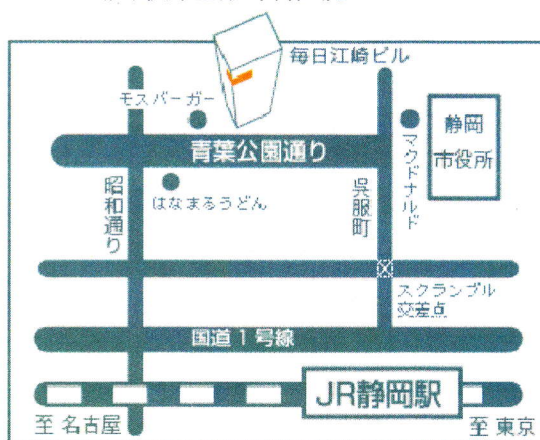 毎日江崎ビル
モスバーガー
青葉公園通り
静岡
市役所
マクドナルド
昭和通り
はなまるうどん
呉服町
スクランブル
交差点
国道1号線
JR静岡駅
至 名古屋
至 東京